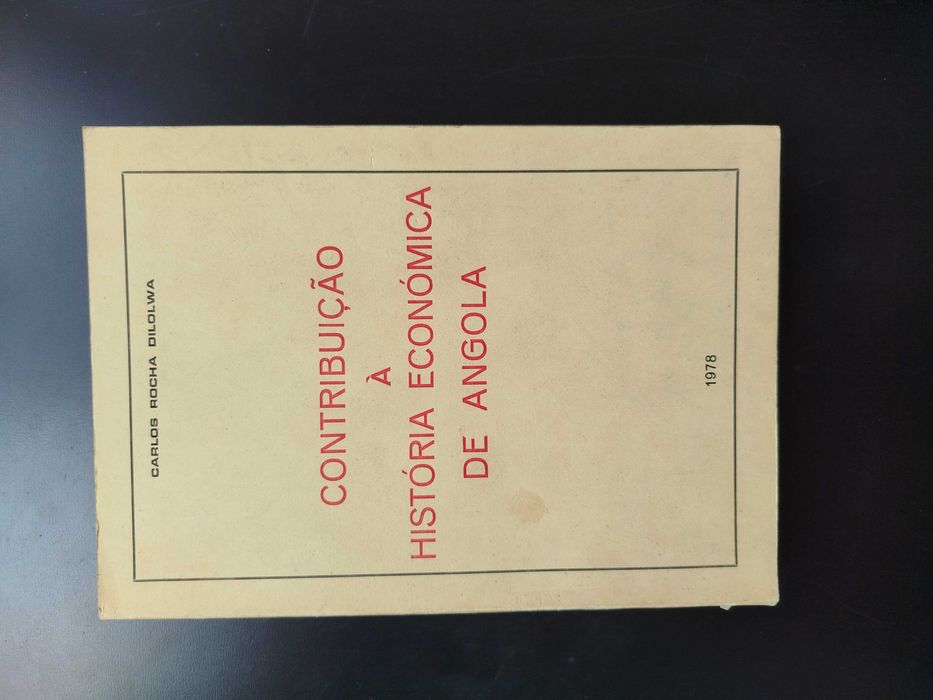 CARLOS ROCHA DILOLWA
CONTRIBUIÇÃO
À
HISTÓRIA ECONÓMICA
DE ANGOLA
1978